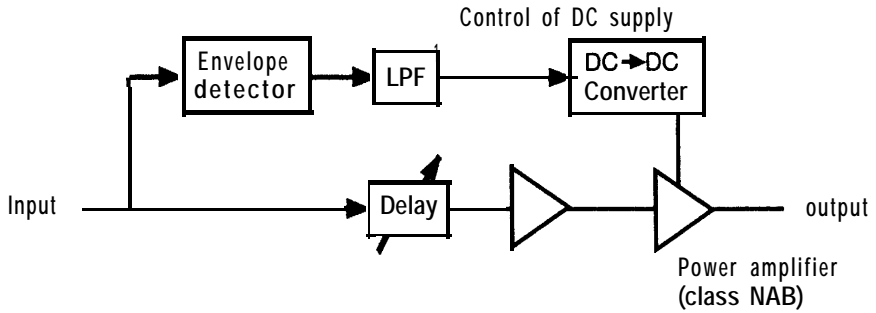 Control of DC supply
Envelope
detector
LPF
DC→DC
Converter
Input
Delay
output
Power amplifier
(class NAB)